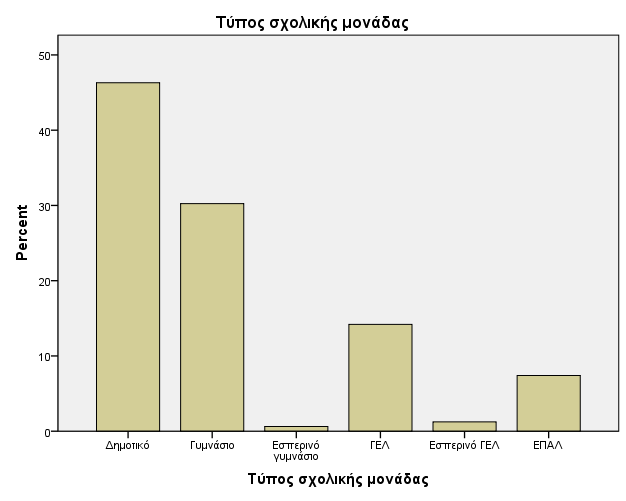 Τύπος σχολικής μονάδας
50
40
30
20
10
0
Percent
Δημοτικό
Γυμνάσιο
Εσπερινό
γυμνάσιο
ΓΕΛ
Εσπερινό ΓΕΛ
ΕΠΑΛ
Τύπος σχολικής μονάδας